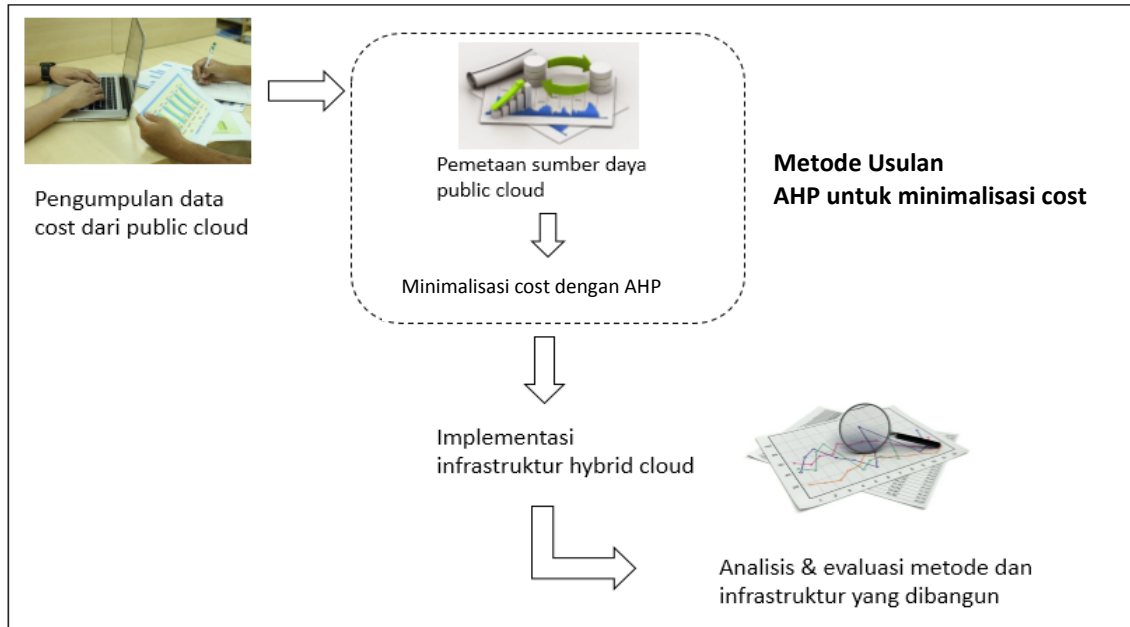 Pengumpulan data
cost dari public cloud
Pemetaan sumber daya
public cloud
Minimalisasi cost dengan AHP
Metode Usulan
AHP untuk minimalisasi cost
Implementasi
infrastruktur hybrid cloud
Analisis & evaluasi metode dan
infrastruktur yang dibangun